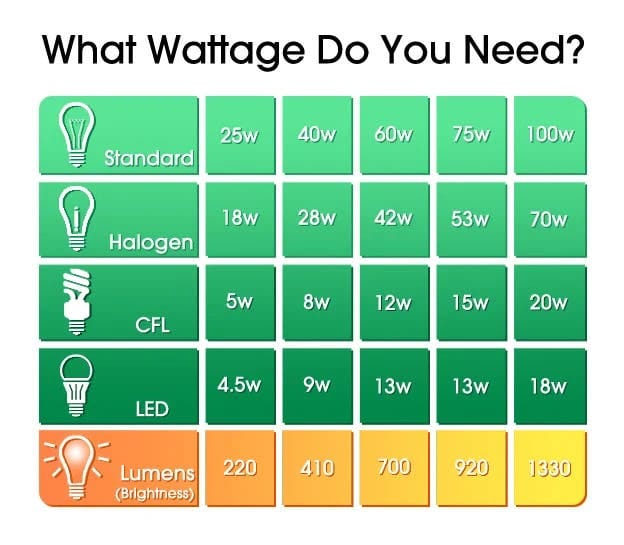 What Wattage Do You Need?
Standard 25w 40w 60w 75w 100w
Halogen 18w 28w 42w 53w 70w
CFL 5w 8w 12w 15w 20w
LED 4.5w 9w 13w 13w 18w
Lumens 220 410 700 920 1330
(Brightness)